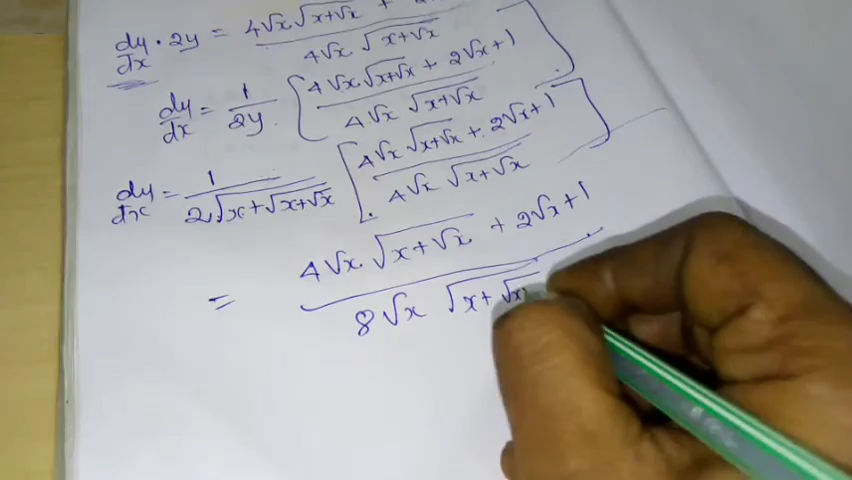 dy/dx · 2y = 4√x √(x+√x) + 2 / 4√x √(x+√x)
dy/dx = 1/2y [ 4√x √(x+√x) + 2√x + 1 / 4√x √(x+√x) ]
dy/dx = 1 / 2√(x+√(x+√x)) [ 4√x √(x+√x) + 2√x + 1 / 4√x √(x+√x) ]
= 4√x √(x+√x) + 2√x + 1 / 8√x √(x+√x)